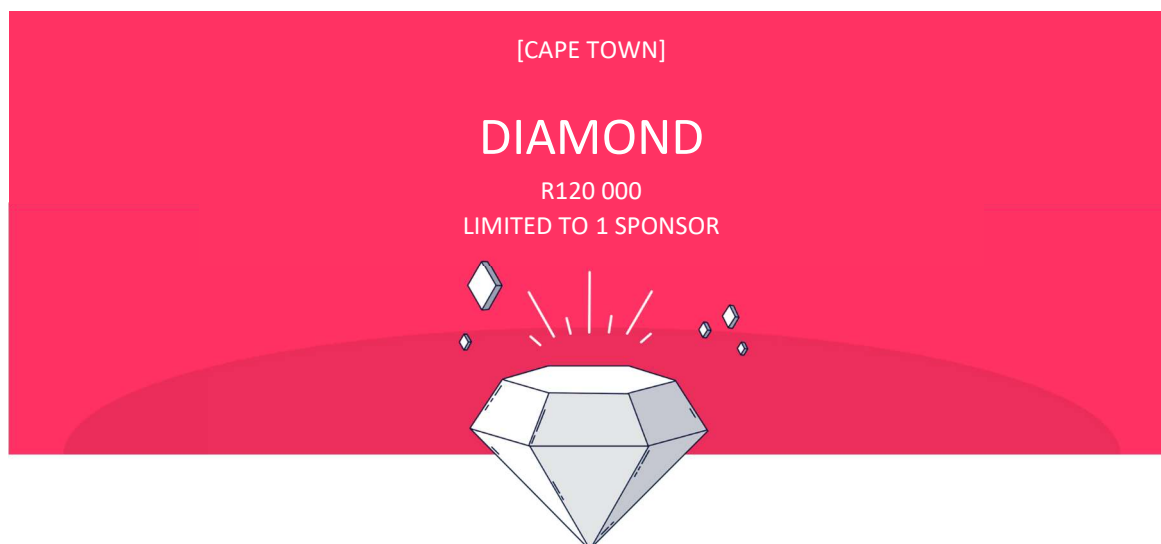 [CAPE TOWN]
DIAMOND
R120 000
LIMITED TO 1 SPONSOR